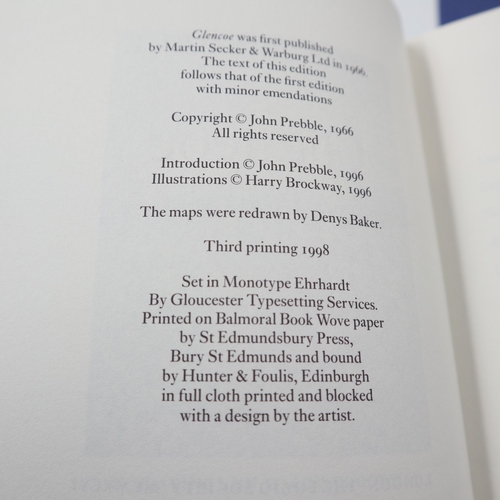 Glencoe was first published
by Martin Secker & Warburg Ltd in 1966.
The text of this edition
follows that of the first edition
with minor emendations
Copyright © John Prebble, 1966
All rights reserved
Introduction © John Prebble, 1996
Illustrations © Harry Brockway, 1996
The maps were redrawn by Denys Baker.
Third printing 1998
Set in Monotype Ehrhardt
By Gloucester Typesetting Services.
Printed on Balmoral Book Wove paper
by St Edmundsbury Press,
Bury St Edmunds and bound
by Hunter & Foulis, Edinburgh
in full cloth printed and blocked
with a design by the artist.